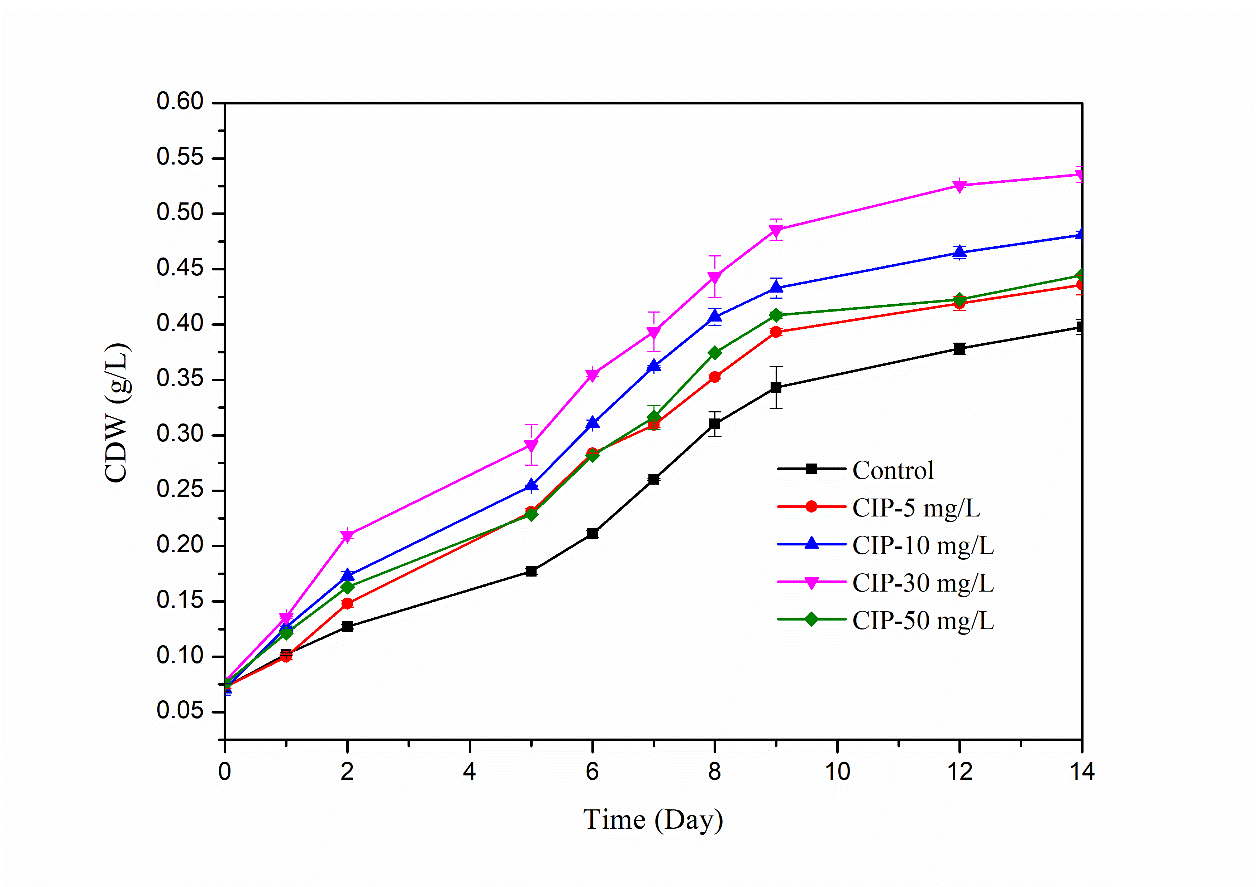 0.60
0.55
0.50
0.45
0.40
0.35
0.30
0.25
0.20
0.15
0.10
0.05
CDW (g/L)
Control
CIP-5 mg/L
CIP-10 mg/L
CIP-30 mg/L
CIP-50 mg/L
0 2 4 6 8 10 12 14
Time (Day)